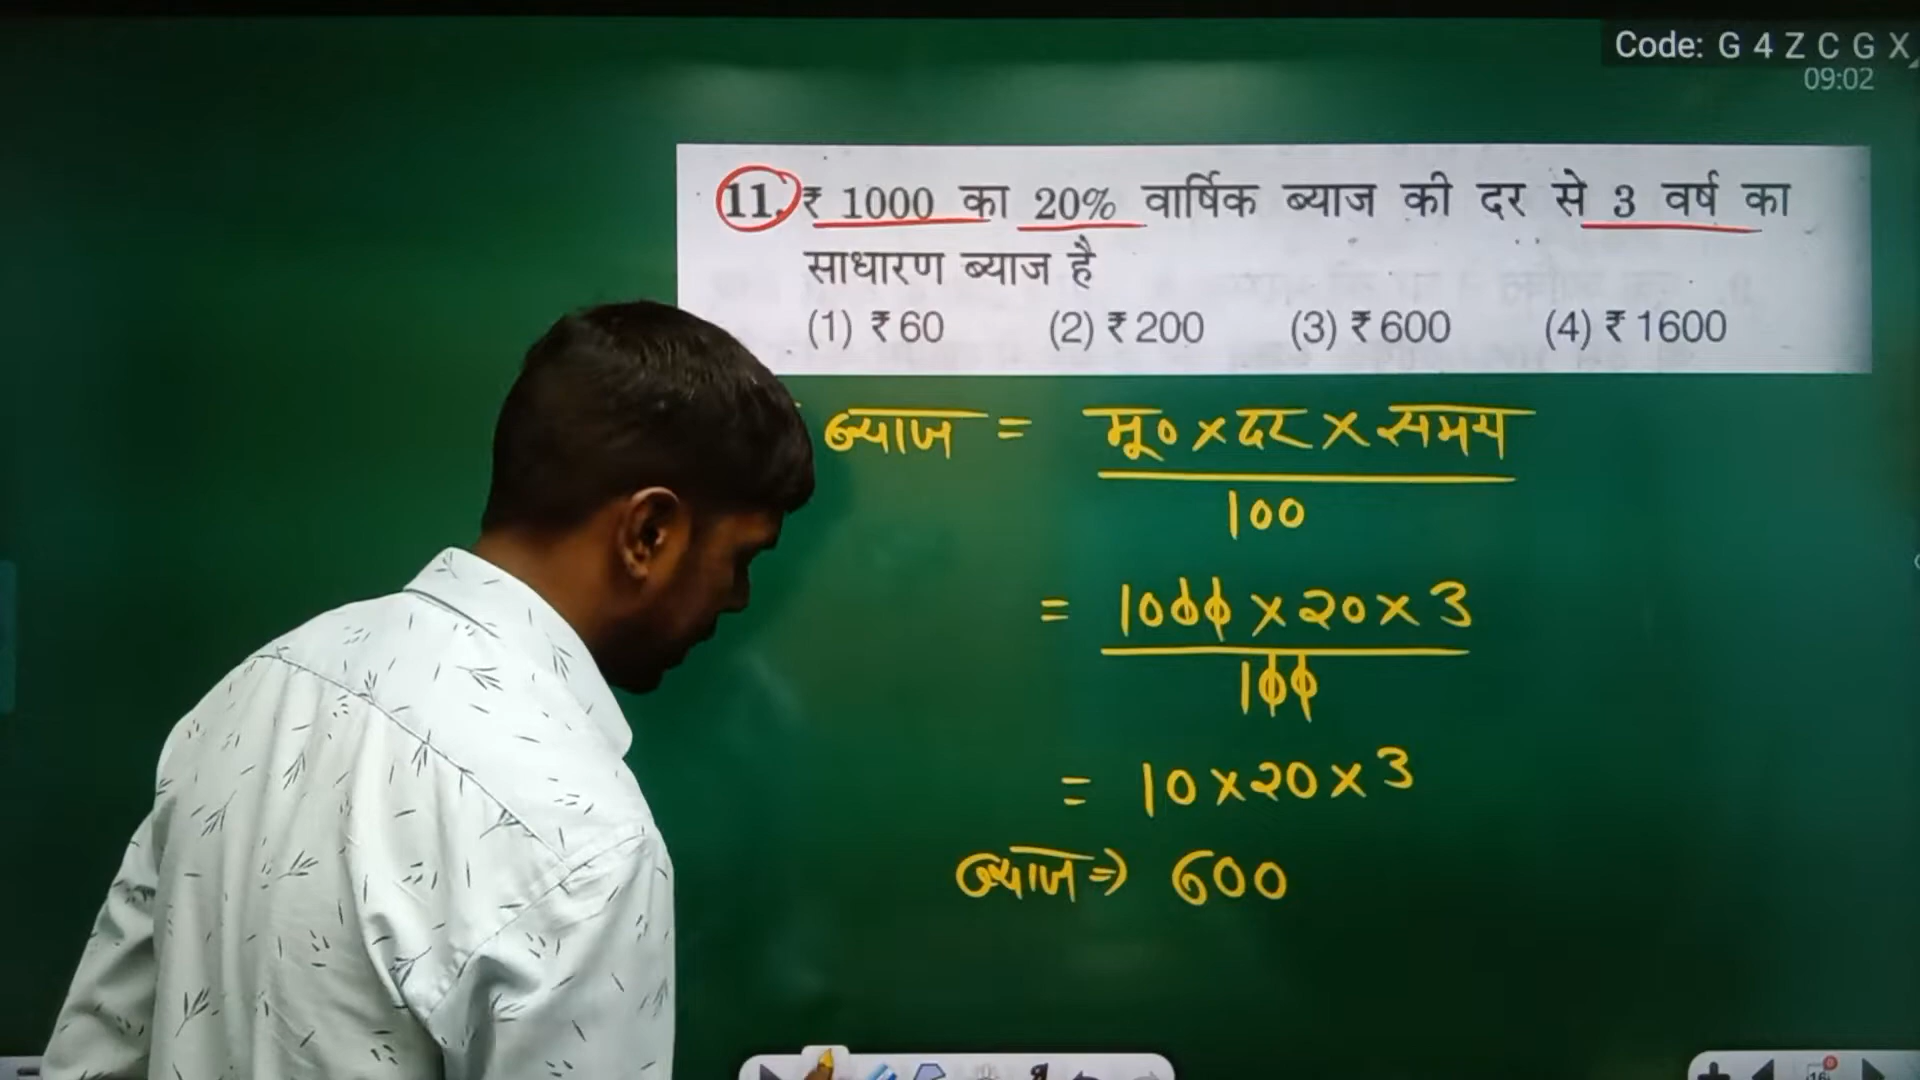 Code: G 4 Z C G X
09:02
11. ₹ 1000 का 20% वार्षिक ब्याज की दर से 3 वर्ष का
साधारण ब्याज है
(1) ₹ 60 (2) ₹ 200 (3) ₹ 600 (4) ₹ 1600
ब्याज = मू० × दर × समय
100
= 1000 × 20 × 3
100
= 10 × 20 × 3
ब्याज ⇒ 600